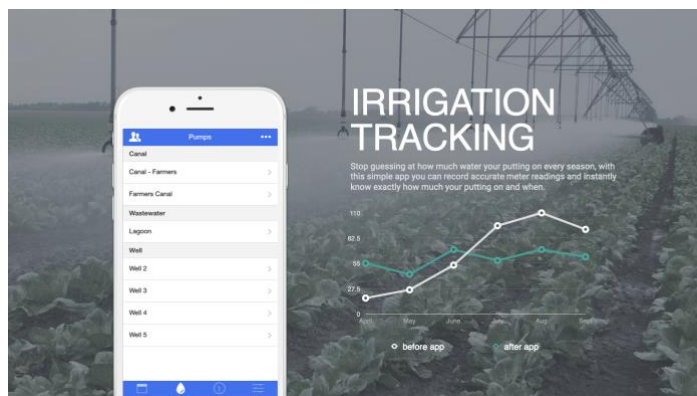 Pumps
Canal
Canal - Farmers
Farmers Canal
Wastewater
Lagoon
Well
Well 2
Well 3
Well 4
Well 5
IRRIGATION
TRACKING
Stop guessing at how much water your putting on every season, with
this simple app you can record accurate meter readings and instantly
know exactly how much your putting on and when.
110
82.5
55
27.5
0
April May June July Aug Sept
before app after app